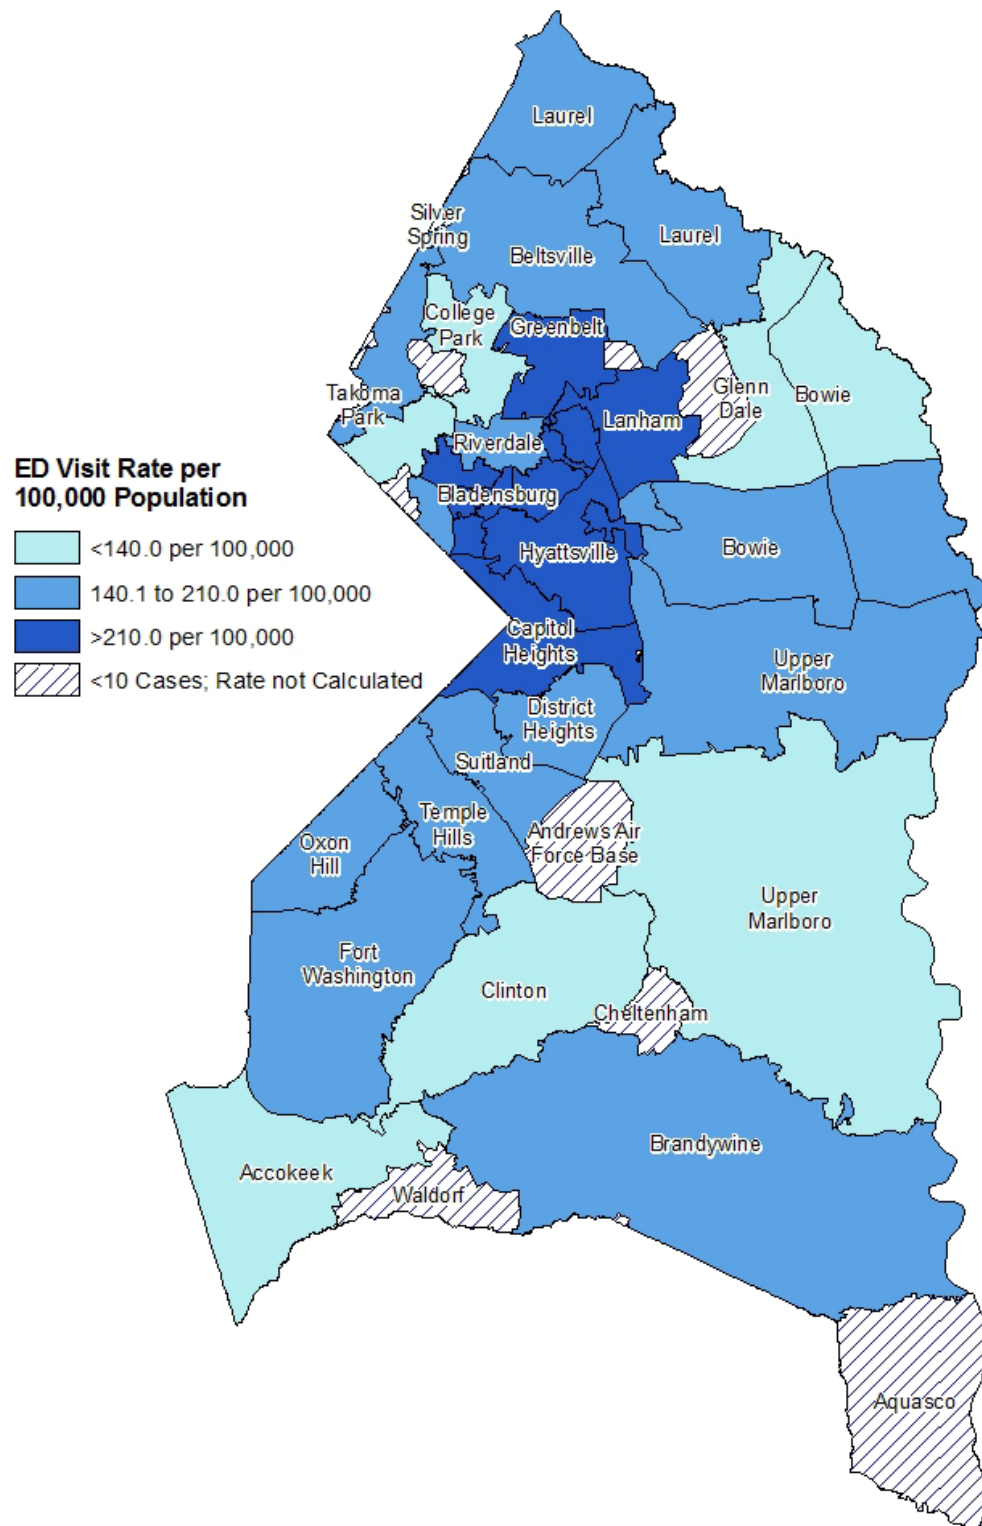 Laurel
Silver
Spring
Laurel
Beltsville
College
Park
Greenbelt
Takoma
Park
Glenn
Dale
Bowie
Lanham
Riverdale
ED Visit Rate per
100,000 Population
<140.0 per 100,000
140.1 to 210.0 per 100,000
>210.0 per 100,000
<10 Cases; Rate not Calculated
Bladensburg
Hyattsville
Bowie
Capitol
Heights
Upper
Marlboro
District
Heights
Suitland
Temple
Hills
Oxon
Hill
Andrews Air
Force Base
Upper
Marlboro
Fort
Washington
Clinton
Cheltenham
Brandywine
Accokeek
Waldorf
Aquasco